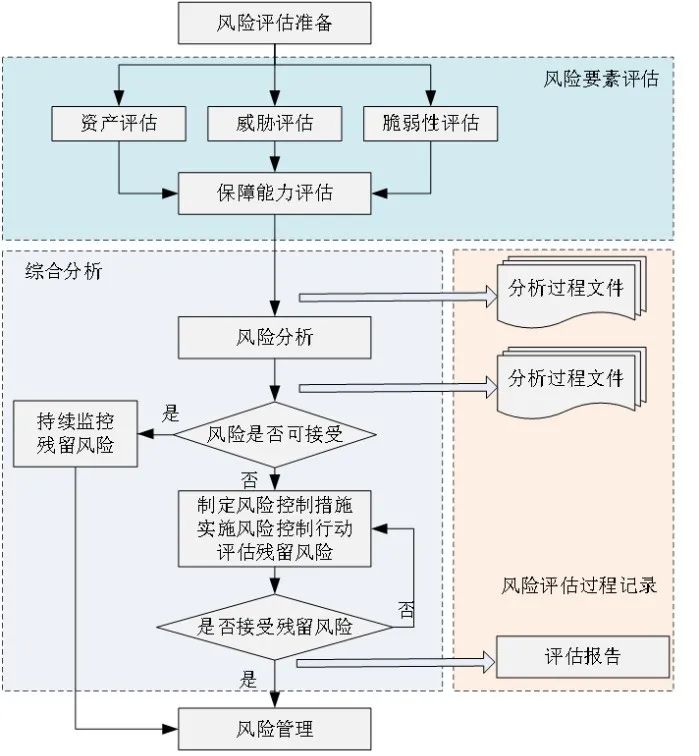 风险评估准备
风险要素评估
资产评估
威胁评估
脆弱性评估
保障能力评估
综合分析
分析过程文件
风险分析
分析过程文件
是
持续监控
残留风险
风险是否可接受
否
制定风险控制措施
实施风险控制行动
评估残留风险
风险评估过程记录
否
是否接受残留风险
评估报告
是
风险管理